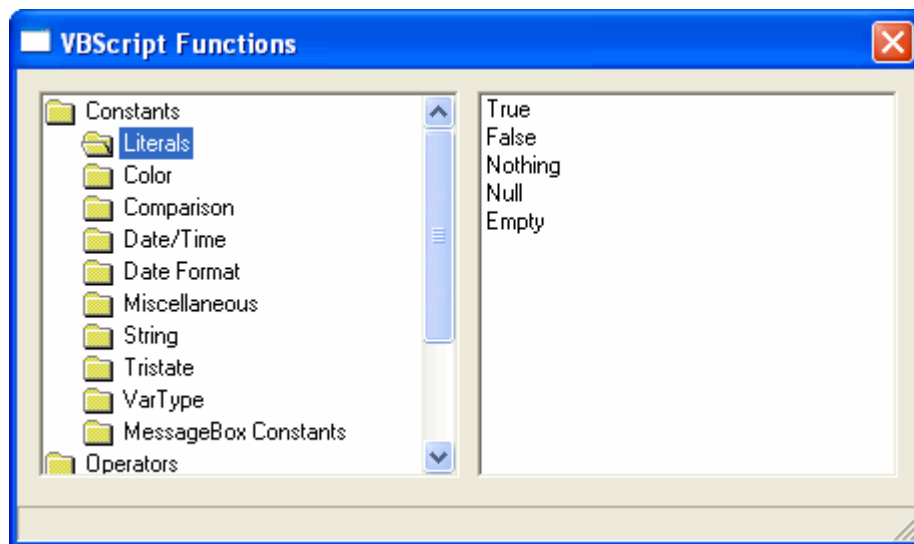 VBScript Functions
Constants
Literals
Color
Comparison
Date/Time
Date Format
Miscellaneous
String
Tristate
VarType
MessageBox Constants
Operators
True
False
Nothing
Null
Empty